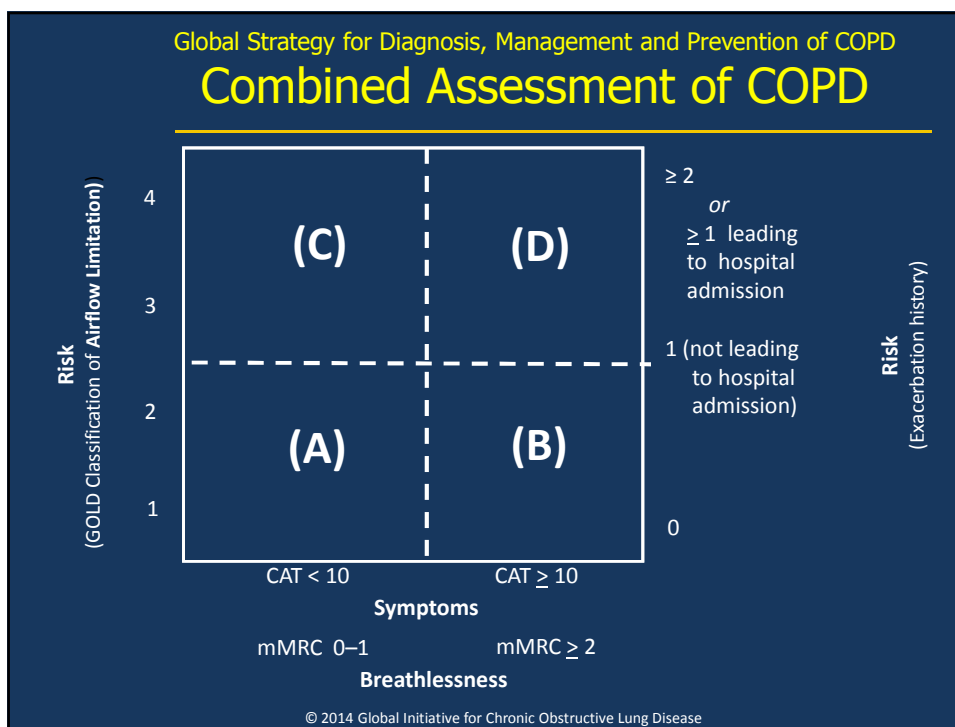 Global Strategy for Diagnosis, Management and Prevention of COPD
Combined Assessment of COPD
Risk
(GOLD Classification of Airflow Limitation))
4
3
2
1
(C)
(D)
(A)
(B)
≥ 2
or
≥ 1 leading
to hospital
admission
1 (not leading
to hospital
admission)
0
Risk
(Exacerbation history)
CAT < 10
CAT ≥ 10
Symptoms
mMRC 0–1
mMRC ≥ 2
Breathlessness
© 2014 Global Initiative for Chronic Obstructive Lung Disease